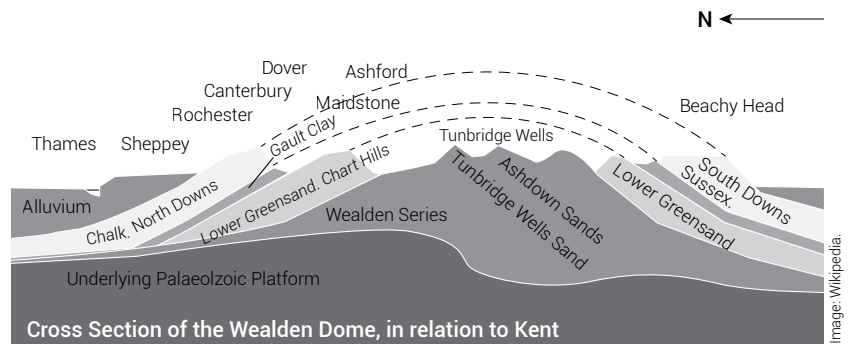 N
Dover
Ashford
Canterbury
Maidstone
Rochester
Beachy Head
Gault Clay
Tunbridge Wells
Thames
Sheppey
Alluvium
Chalk. North Downs
Lower Greensand. Chart Hills
Wealden Series
Ashdown Sands
Tunbridge Wells Sand
Lower Greensand
South Downs
Sussex.
Underlying Palaeolzoic Platform
Cross Section of the Wealden Dome, in relation to Kent
Image: Wikipedia.